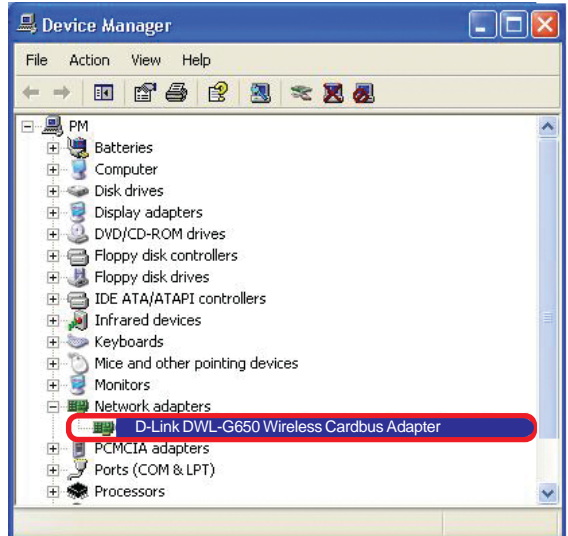 Device Manager
File Action View Help
PM
Batteries
Computer
Disk drives
Display adapters
DVD/CD-ROM drives
Floppy disk controllers
Floppy disk drives
IDE ATA/ATAPI controllers
Infrared devices
Keyboards
Mice and other pointing devices
Monitors
Network adapters
D-Link DWL-G650 Wireless Cardbus Adapter
PCMCIA adapters
Ports (COM & LPT)
Processors